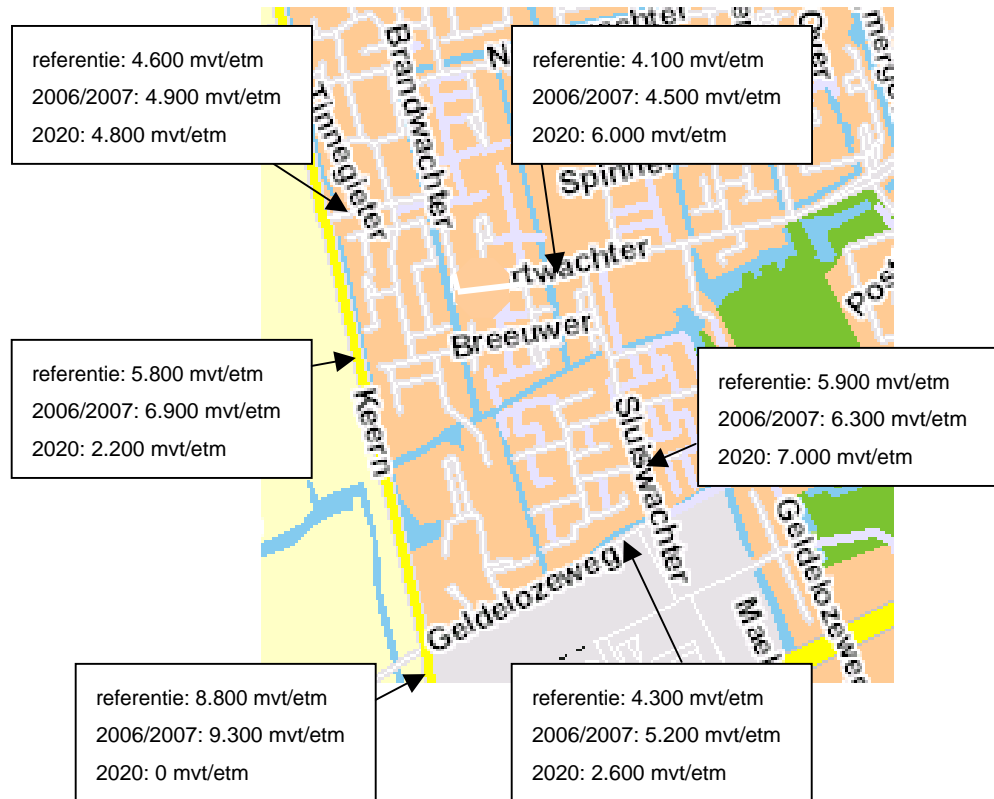 referentie: 4.600 mvt/etm
2006/2007: 4.900 mvt/etm
2020: 4.800 mvt/etm
referentie: 4.100 mvt/etm
2006/2007: 4.500 mvt/etm
2020: 6.000 mvt/etm
Tinnegieter
Brandwachter
Spinne
rtwachter
Breeuwer
referentie: 5.800 mvt/etm
2006/2007: 6.900 mvt/etm
2020: 2.200 mvt/etm
Keern
referentie: 5.900 mvt/etm
2006/2007: 6.300 mvt/etm
2020: 7.000 mvt/etm
Sluiswachter
Geldelozeweg
Geldelozeweg
Mae
Pos
referentie: 8.800 mvt/etm
2006/2007: 9.300 mvt/etm
2020: 0 mvt/etm
referentie: 4.300 mvt/etm
2006/2007: 5.200 mvt/etm
2020: 2.600 mvt/etm